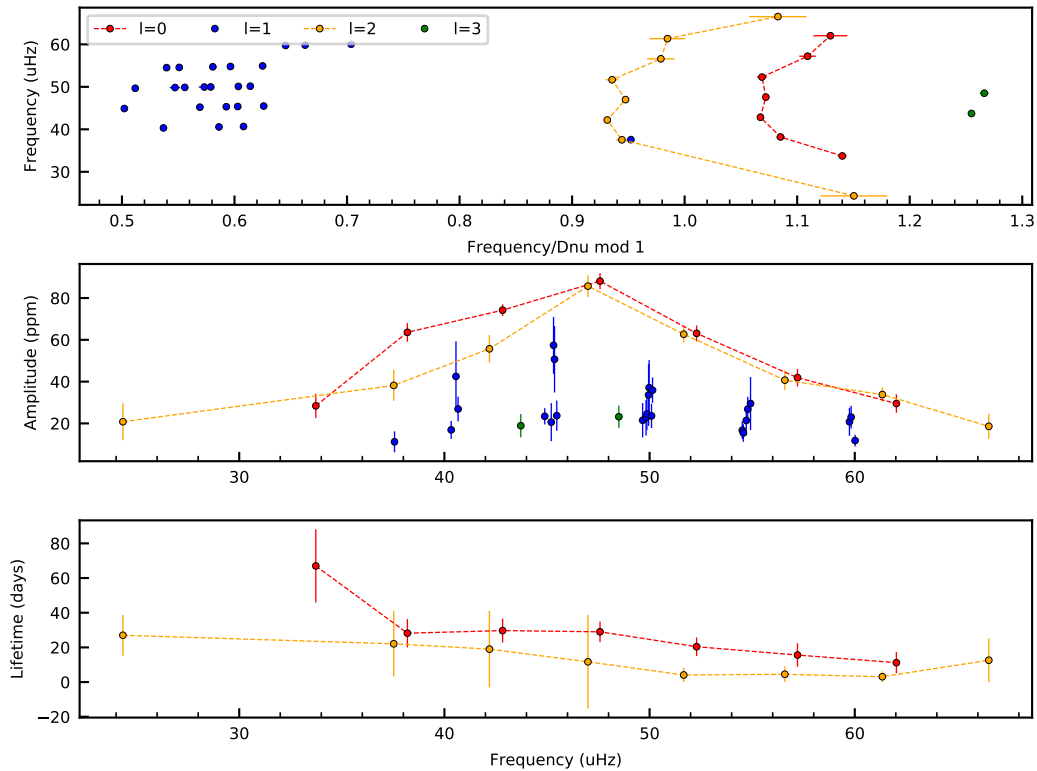 l=0 l=1 l=2 l=3
Frequency (uHz)
60
50
40
30
0.5 0.6 0.7 0.8 0.9 1.0 1.1 1.2 1.3
Frequency/Dnu mod 1
Amplitude (ppm)
80
60
40
20
30 40 50 60
Lifetime (days)
80
60
40
20
0
−20
30 40 50 60
Frequency (uHz)